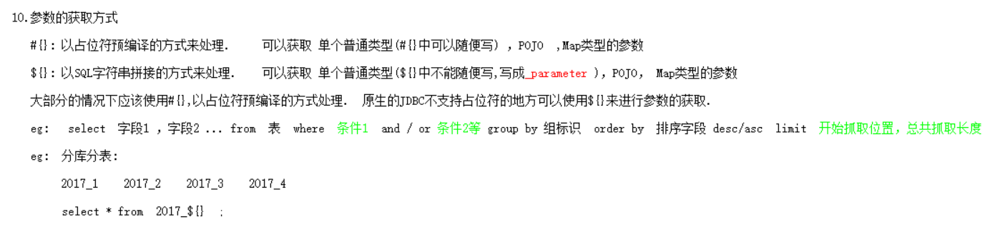 10.参数的获取方式
#{}: 以占位符预编译的方式来处理. 可以获取 单个普通类型(#{}中可以随便写) , POJO ,Map类型的参数
${}: 以SQL字符串拼接的方式来处理. 可以获取 单个普通类型(${}中不能随便写,写成_parameter ), POJO, Map类型的参数
大部分的情况下应该使用#{},以占位符预编译的方式处理. 原生的JDBC不支持占位符的地方可以使用${}来进行参数的获取.
eg: select 字段1 , 字段2 ... from 表 where 条件1 and / or 条件2等 group by 组标识 order by 排序字段 desc/asc limit 开始抓取位置, 总共抓取长度
eg: 分库分表:
2017_1 2017_2 2017_3 2017_4
select * from 2017_${} ;